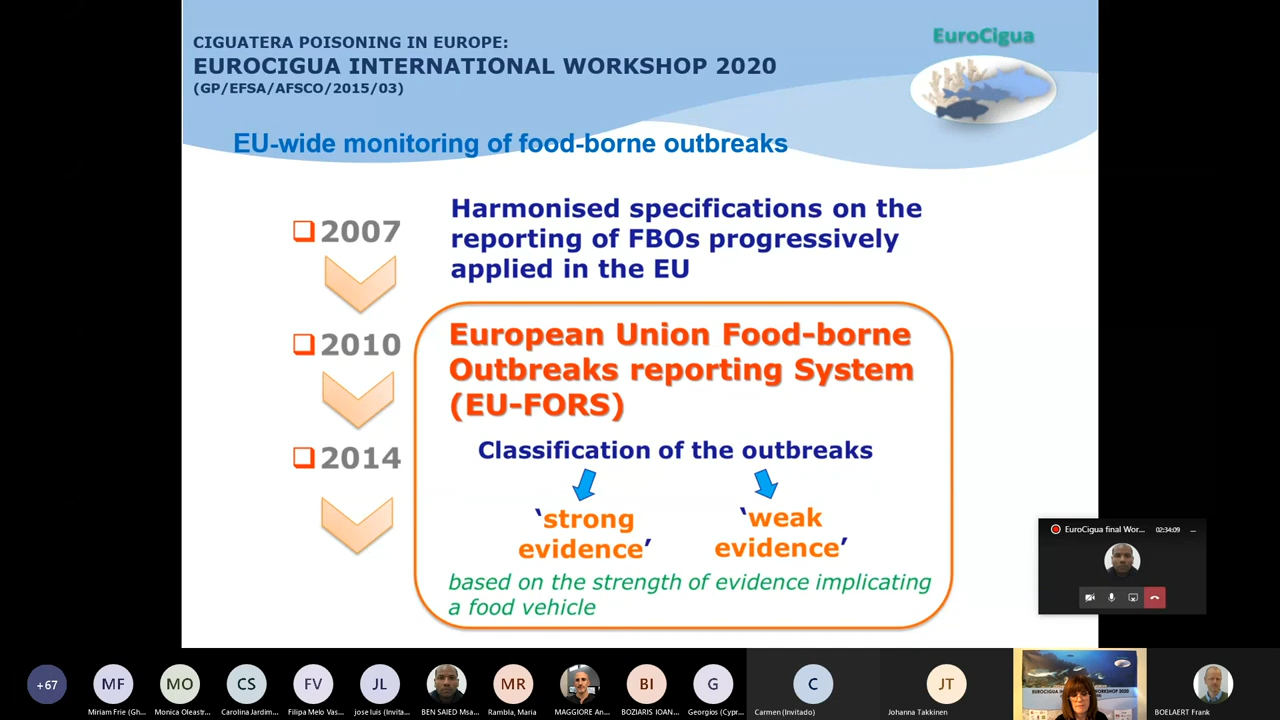 CIGUATERA POISONING IN EUROPE:
EUROCIGUA INTERNATIONAL WORKSHOP 2020
(GP/EFSA/AFSCO/2015/03)
EuroCigua
EU-wide monitoring of food-borne outbreaks
2007
Harmonised specifications on the
reporting of FBOs progressively
applied in the EU
2010
European Union Food-borne
Outbreaks reporting System
(EU-FORS)
2014
Classification of the outbreaks
‘strong
evidence’
‘weak
evidence’
based on the strength of evidence implicating
a food vehicle
EuroCigua final Wor...
02:34:09
+67
MF
MO
CS
FV
JL
MR
BI
G
C
JT
Miriam Frie (Gh...
Monica Oleastr...
Carolina Jardim...
Filipa Melo Vas...
jose luis (Invita...
BEN SAIED Msa...
Rambla, Maria
MAGGIORE An...
BOZIARIS IOAN...
Georgios (Cypr...
Carmen (Invitado)
Johanna Takkinen
EUROCIGUA INTERNATIONAL WORKSHOP 2020
BOELAERT Frank